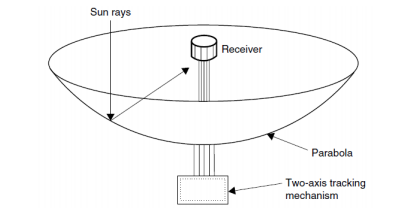 Sun rays
Receiver
Parabola
Two-axis tracking
mechanism